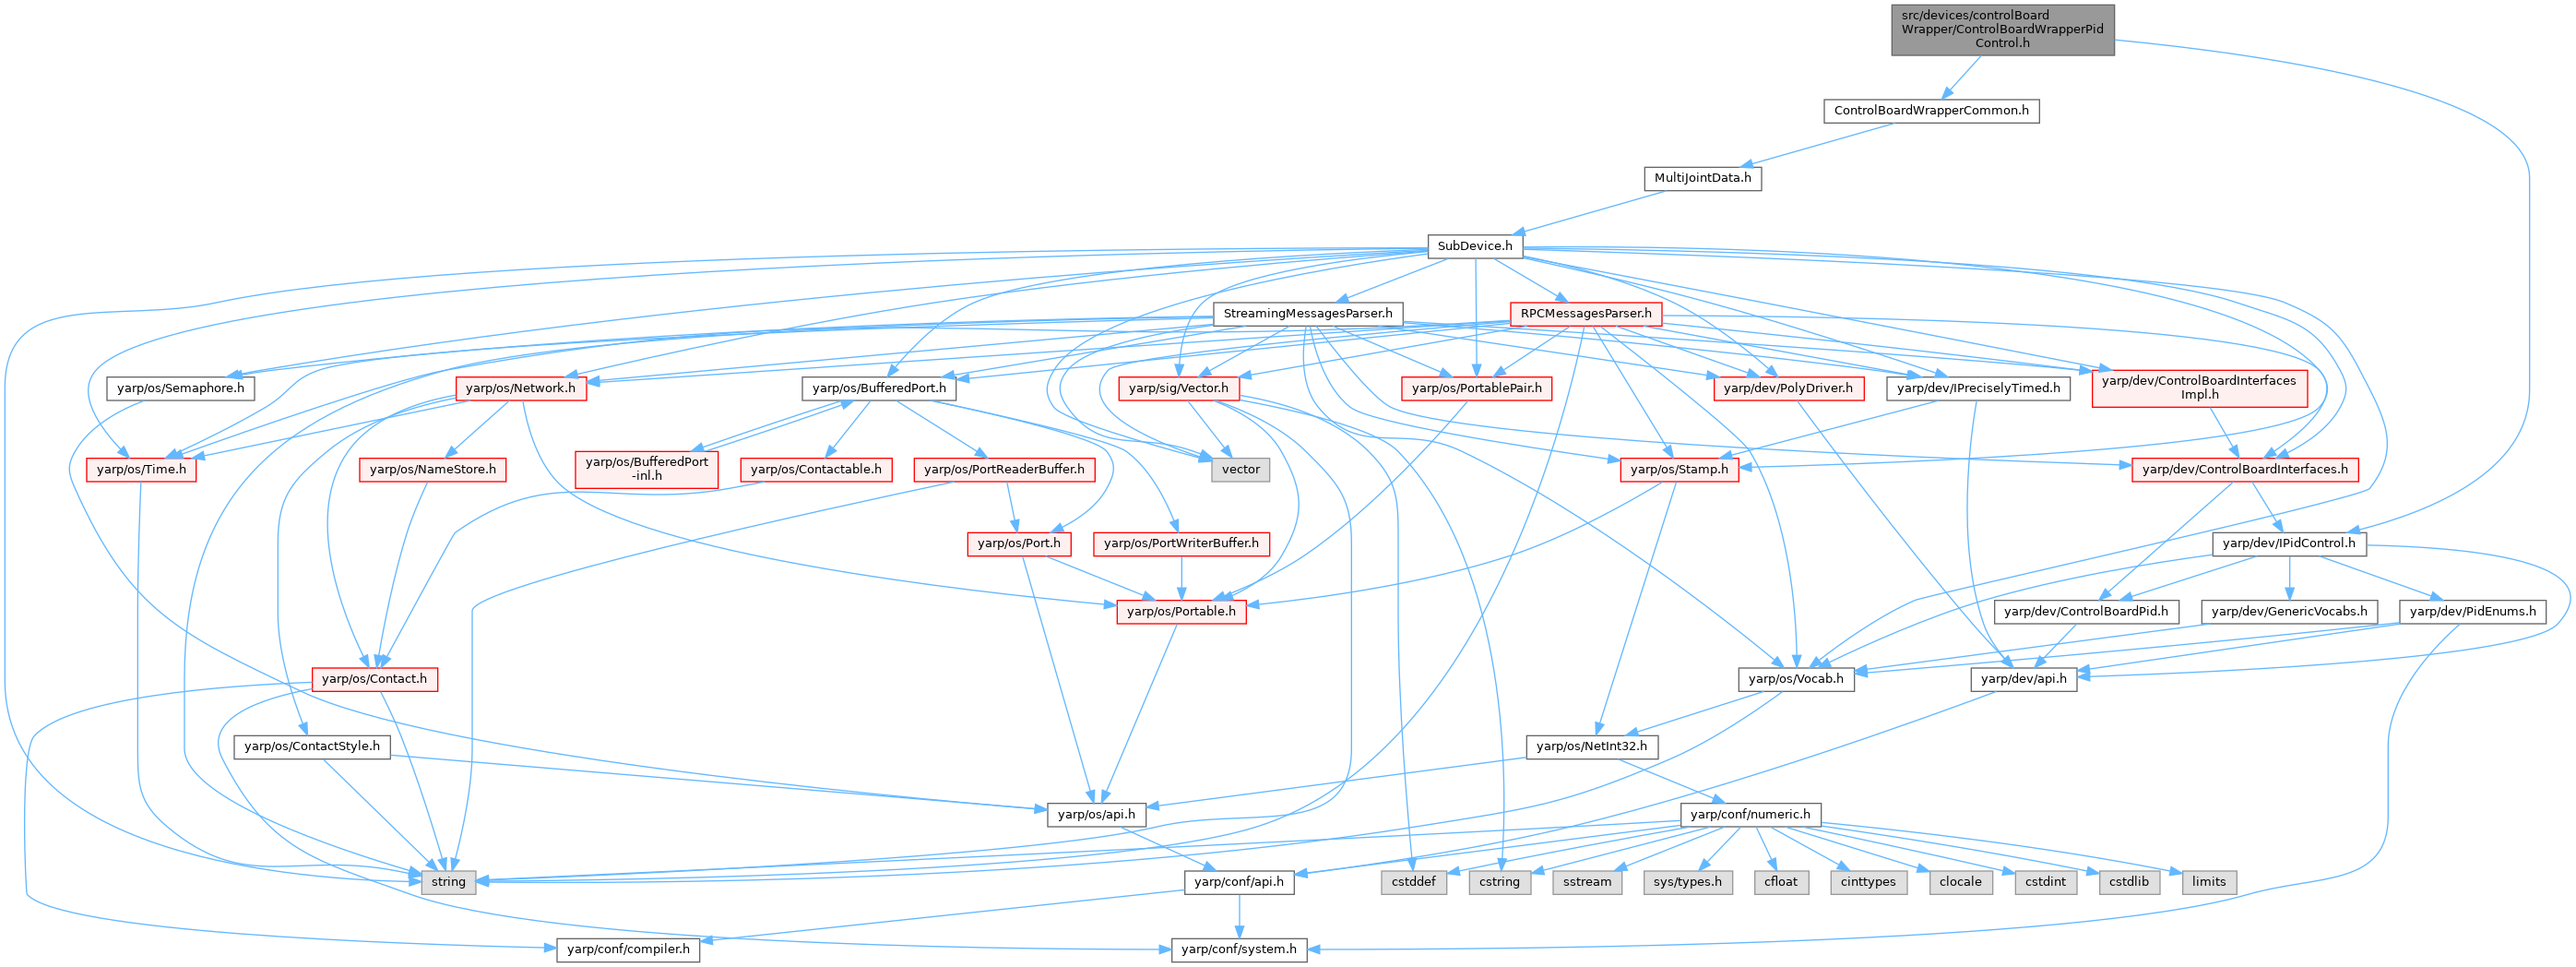 src/devices/controlBoard
Wrapper/ControlBoardWrapperPid
Control.h
ControlBoardWrapperCommon.h
MultiJointData.h
SubDevice.h
StreamingMessagesParser.h
RPCMessagesParser.h
yarp/os/Semaphore.h
yarp/os/Network.h
yarp/os/BufferedPort.h
yarp/sig/Vector.h
yarp/os/PortablePair.h
yarp/dev/PolyDriver.h
yarp/dev/IPreciselyTimed.h
yarp/dev/ControlBoardInterfaces
Impl.h
yarp/os/Time.h
yarp/os/NameStore.h
yarp/os/BufferedPort
-inl.h
yarp/os/Contactable.h
yarp/os/PortReaderBuffer.h
vector
yarp/os/Stamp.h
yarp/dev/ControlBoardInterfaces.h
yarp/os/Port.h
yarp/os/PortWriterBuffer.h
yarp/dev/IPidControl.h
yarp/os/Portable.h
yarp/dev/ControlBoardPid.h
yarp/dev/GenericVocabs.h
yarp/dev/PidEnums.h
yarp/os/Contact.h
yarp/os/Vocab.h
yarp/dev/api.h
yarp/os/ContactStyle.h
yarp/os/NetInt32.h
yarp/os/api.h
yarp/conf/numeric.h
string
yarp/conf/api.h
cstddef
cstring
sstream
sys/types.h
cfloat
cinttypes
clocale
cstdint
cstdlib
limits
yarp/conf/compiler.h
yarp/conf/system.h